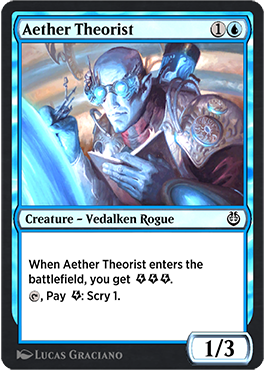 Aether Theorist 1
Creature – Vedalken Rogue
When Aether Theorist enters the
battlefield, you get
, Pay : Scry 1.
1/3
Lucas Graciano